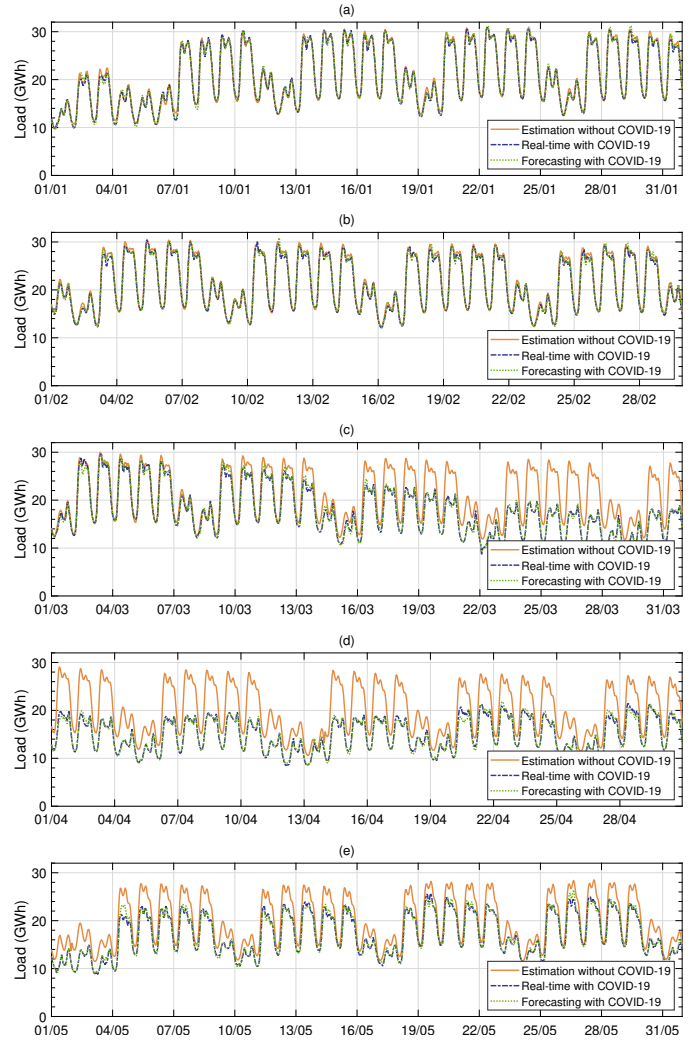 (a)
30
20
10
0
Load (GWh)
Estimation without COVID-19
Real-time with COVID-19
Forecasting with COVID-19
01/01 04/01 07/01 10/01 13/01 16/01 19/01 22/01 25/01 28/01 31/01
(b)
30
20
10
0
Load (GWh)
Estimation without COVID-19
Real-time with COVID-19
Forecasting with COVID-19
01/02 04/02 07/02 10/02 13/02 16/02 19/02 22/02 25/02 28/02
(c)
30
20
10
0
Load (GWh)
Estimation without COVID-19
Real-time with COVID-19
Forecasting with COVID-19
01/03 04/03 07/03 10/03 13/03 16/03 19/03 22/03 25/03 28/03 31/03
(d)
30
20
10
0
Load (GWh)
Estimation without COVID-19
Real-time with COVID-19
Forecasting with COVID-19
01/04 04/04 07/04 10/04 13/04 16/04 19/04 22/04 25/04 28/04
(e)
30
20
10
0
Load (GWh)
Estimation without COVID-19
Real-time with COVID-19
Forecasting with COVID-19
01/05 04/05 07/05 10/05 13/05 16/05 19/05 22/05 25/05 28/05 31/05